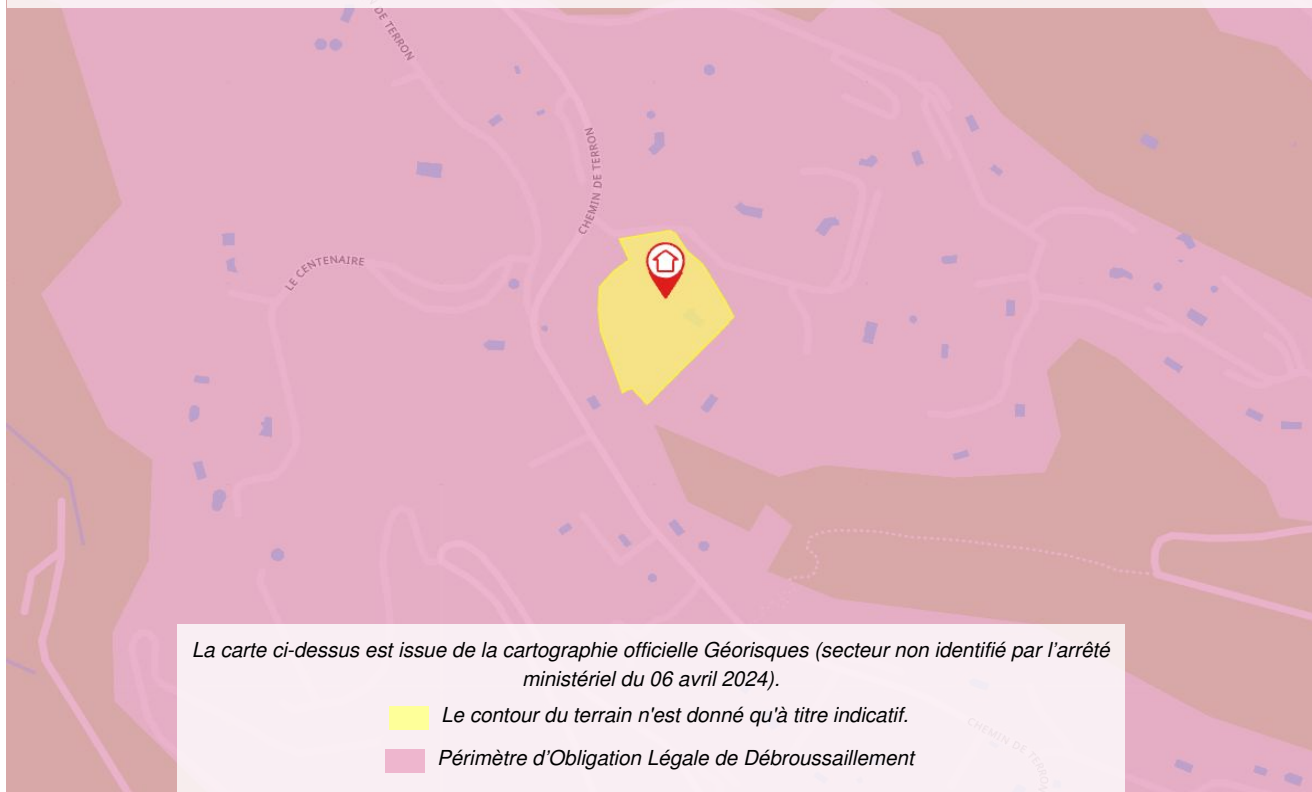 DE TERRON
CHEMIN DE TERRON
LE CENTENAIRE
La carte ci-dessus est issue de la cartographie officielle Géorisques (secteur non identifié par l'arrêté
ministériel du 06 avril 2024).
Le contour du terrain n'est donné qu'à titre indicatif.
CHEMIN DE TERRON
Périmètre d’Obligation Légale de Débroussaillement